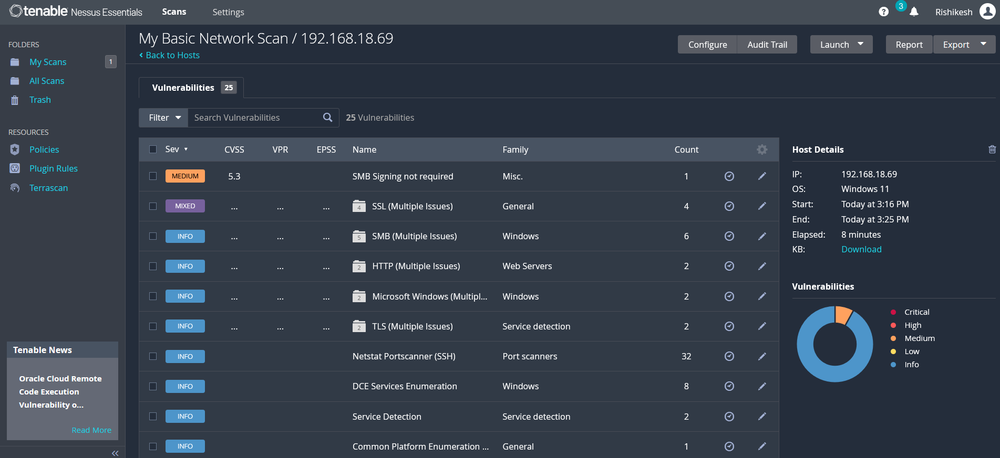 tenable Nessus Essentials
Scans
Settings
3
Rishikesh
FOLDERS
My Scans
1
All Scans
Trash
RESOURCES
Policies
Plugin Rules
Terrascan
Tenable News
Oracle Cloud Remote
Code Execution
Vulnerability o...
Read More
My Basic Network Scan / 192.168.18.69
Back to Hosts
Configure
Audit Trail
Launch
Report
Export
Vulnerabilities 25
Filter
Search Vulnerabilities
25 Vulnerabilities
Sev CVSS VPR EPSS Name Family Count
MEDIUM 5.3 SMB Signing not required Misc. 1
MIXED ... ... ... 4 SSL (Multiple Issues) General 4
INFO ... ... ... 5 SMB (Multiple Issues) Windows 6
INFO ... ... ... 2 HTTP (Multiple Issues) Web Servers 2
INFO ... ... ... 2 Microsoft Windows (Multipl... Windows 2
INFO ... ... ... 2 TLS (Multiple Issues) Service detection 2
INFO Netstat Portscanner (SSH) Port scanners 32
INFO DCE Services Enumeration Windows 8
INFO Service Detection Service detection 2
INFO Common Platform Enumeration ... General 1
Host Details
IP: 192.168.18.69
OS: Windows 11
Start: Today at 3:16 PM
End: Today at 3:25 PM
Elapsed: 8 minutes
KB: Download
Vulnerabilities
Critical
High
Medium
Low
Info